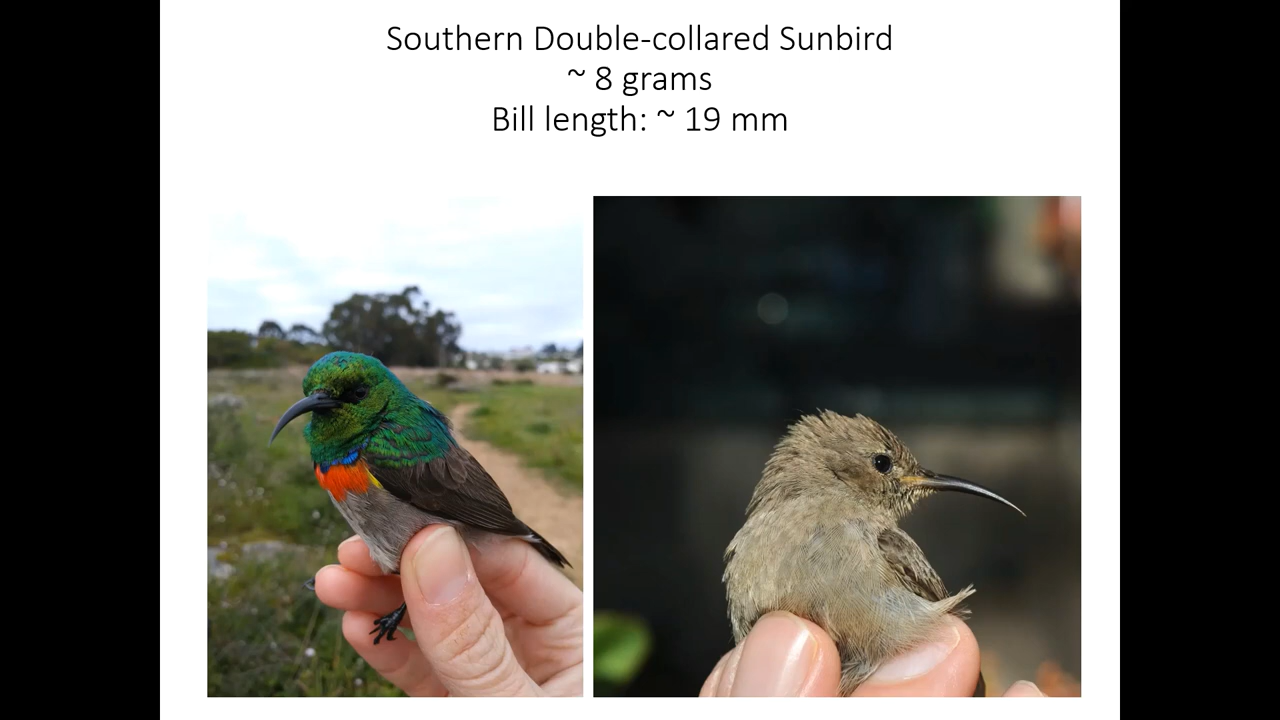 Southern Double-collared Sunbird
~ 8 grams
Bill length: ~ 19 mm